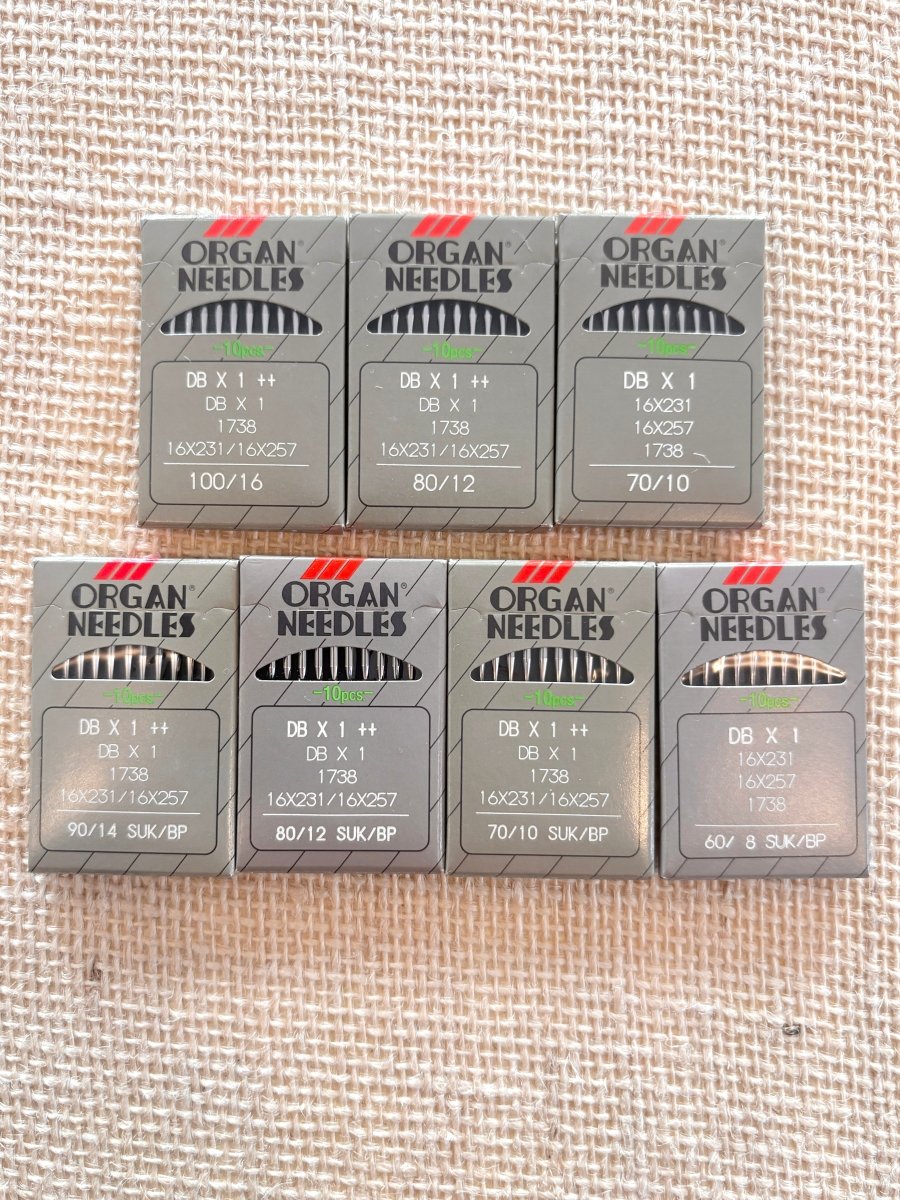 ORGAN®
NEEDLES
-10pcs-
DB X 1 ++
DB X 1
1738
16X231/16X257
100/16
ORGAN®
NEEDLES
-10pcs-
DB X 1 ++
DB X 1
1738
16X231/16X257
80/12
ORGAN®
NEEDLES
-10pcs-
DB X 1
16X231
16X257
1738
70/10
ORGAN®
NEEDLES
-10pcs-
DB X 1 ++
DB X 1
1738
16X231/16X257
90/14 SUK/BP
ORGAN®
NEEDLES
-10pcs-
DB X 1 ++
DB X 1
1738
16X231/16X257
80/12 SUK/BP
ORGAN®
NEEDLES
-10pcs-
DB X 1 ++
DB X 1
1738
16X231/16X257
70/10 SUK/BP
ORGAN®
NEEDLES
-10pcs-
DB X 1
16X231
16X257
1738
60/ 8 SUK/BP